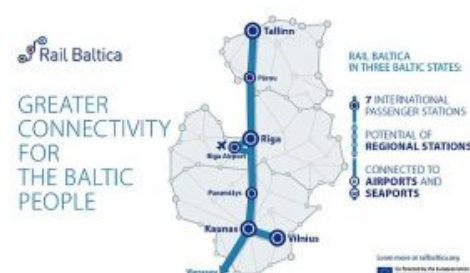 Rail Baltica
GREATER
CONNECTIVITY
FOR
THE BALTIC
PEOPLE
Tallinn
Pärnu
Riga
Riga Airport
Panevėžys
Kaunas
Vilnius
RAIL BALTICA
IN THREE BALTIC STATES:
7 INTERNATIONAL
PASSENGER STATIONS
POTENTIAL OF
REGIONAL STATIONS
CONNECTED TO
AIRPORTS AND
SEAPORTS
Learn more at railbaltica.org